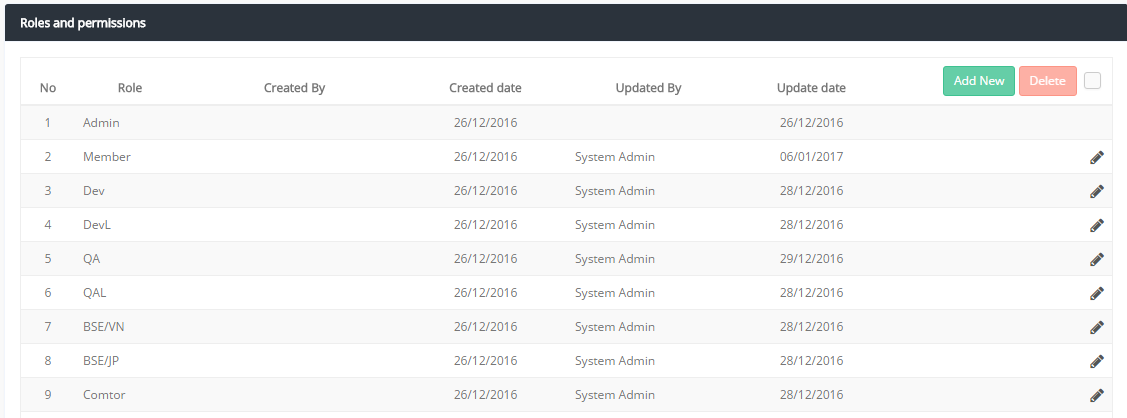 Roles and permissions
No Role Created By Created date Updated By Update date Add New Delete
1 Admin 26/12/2016 26/12/2016
2 Member 26/12/2016 System Admin 06/01/2017
3 Dev 26/12/2016 System Admin 28/12/2016
4 DevL 26/12/2016 System Admin 28/12/2016
5 QA 26/12/2016 System Admin 29/12/2016
6 QAL 26/12/2016 System Admin 28/12/2016
7 BSE/VN 26/12/2016 System Admin 28/12/2016
8 BSE/JP 26/12/2016 System Admin 28/12/2016
9 Comtor 26/12/2016 System Admin 28/12/2016